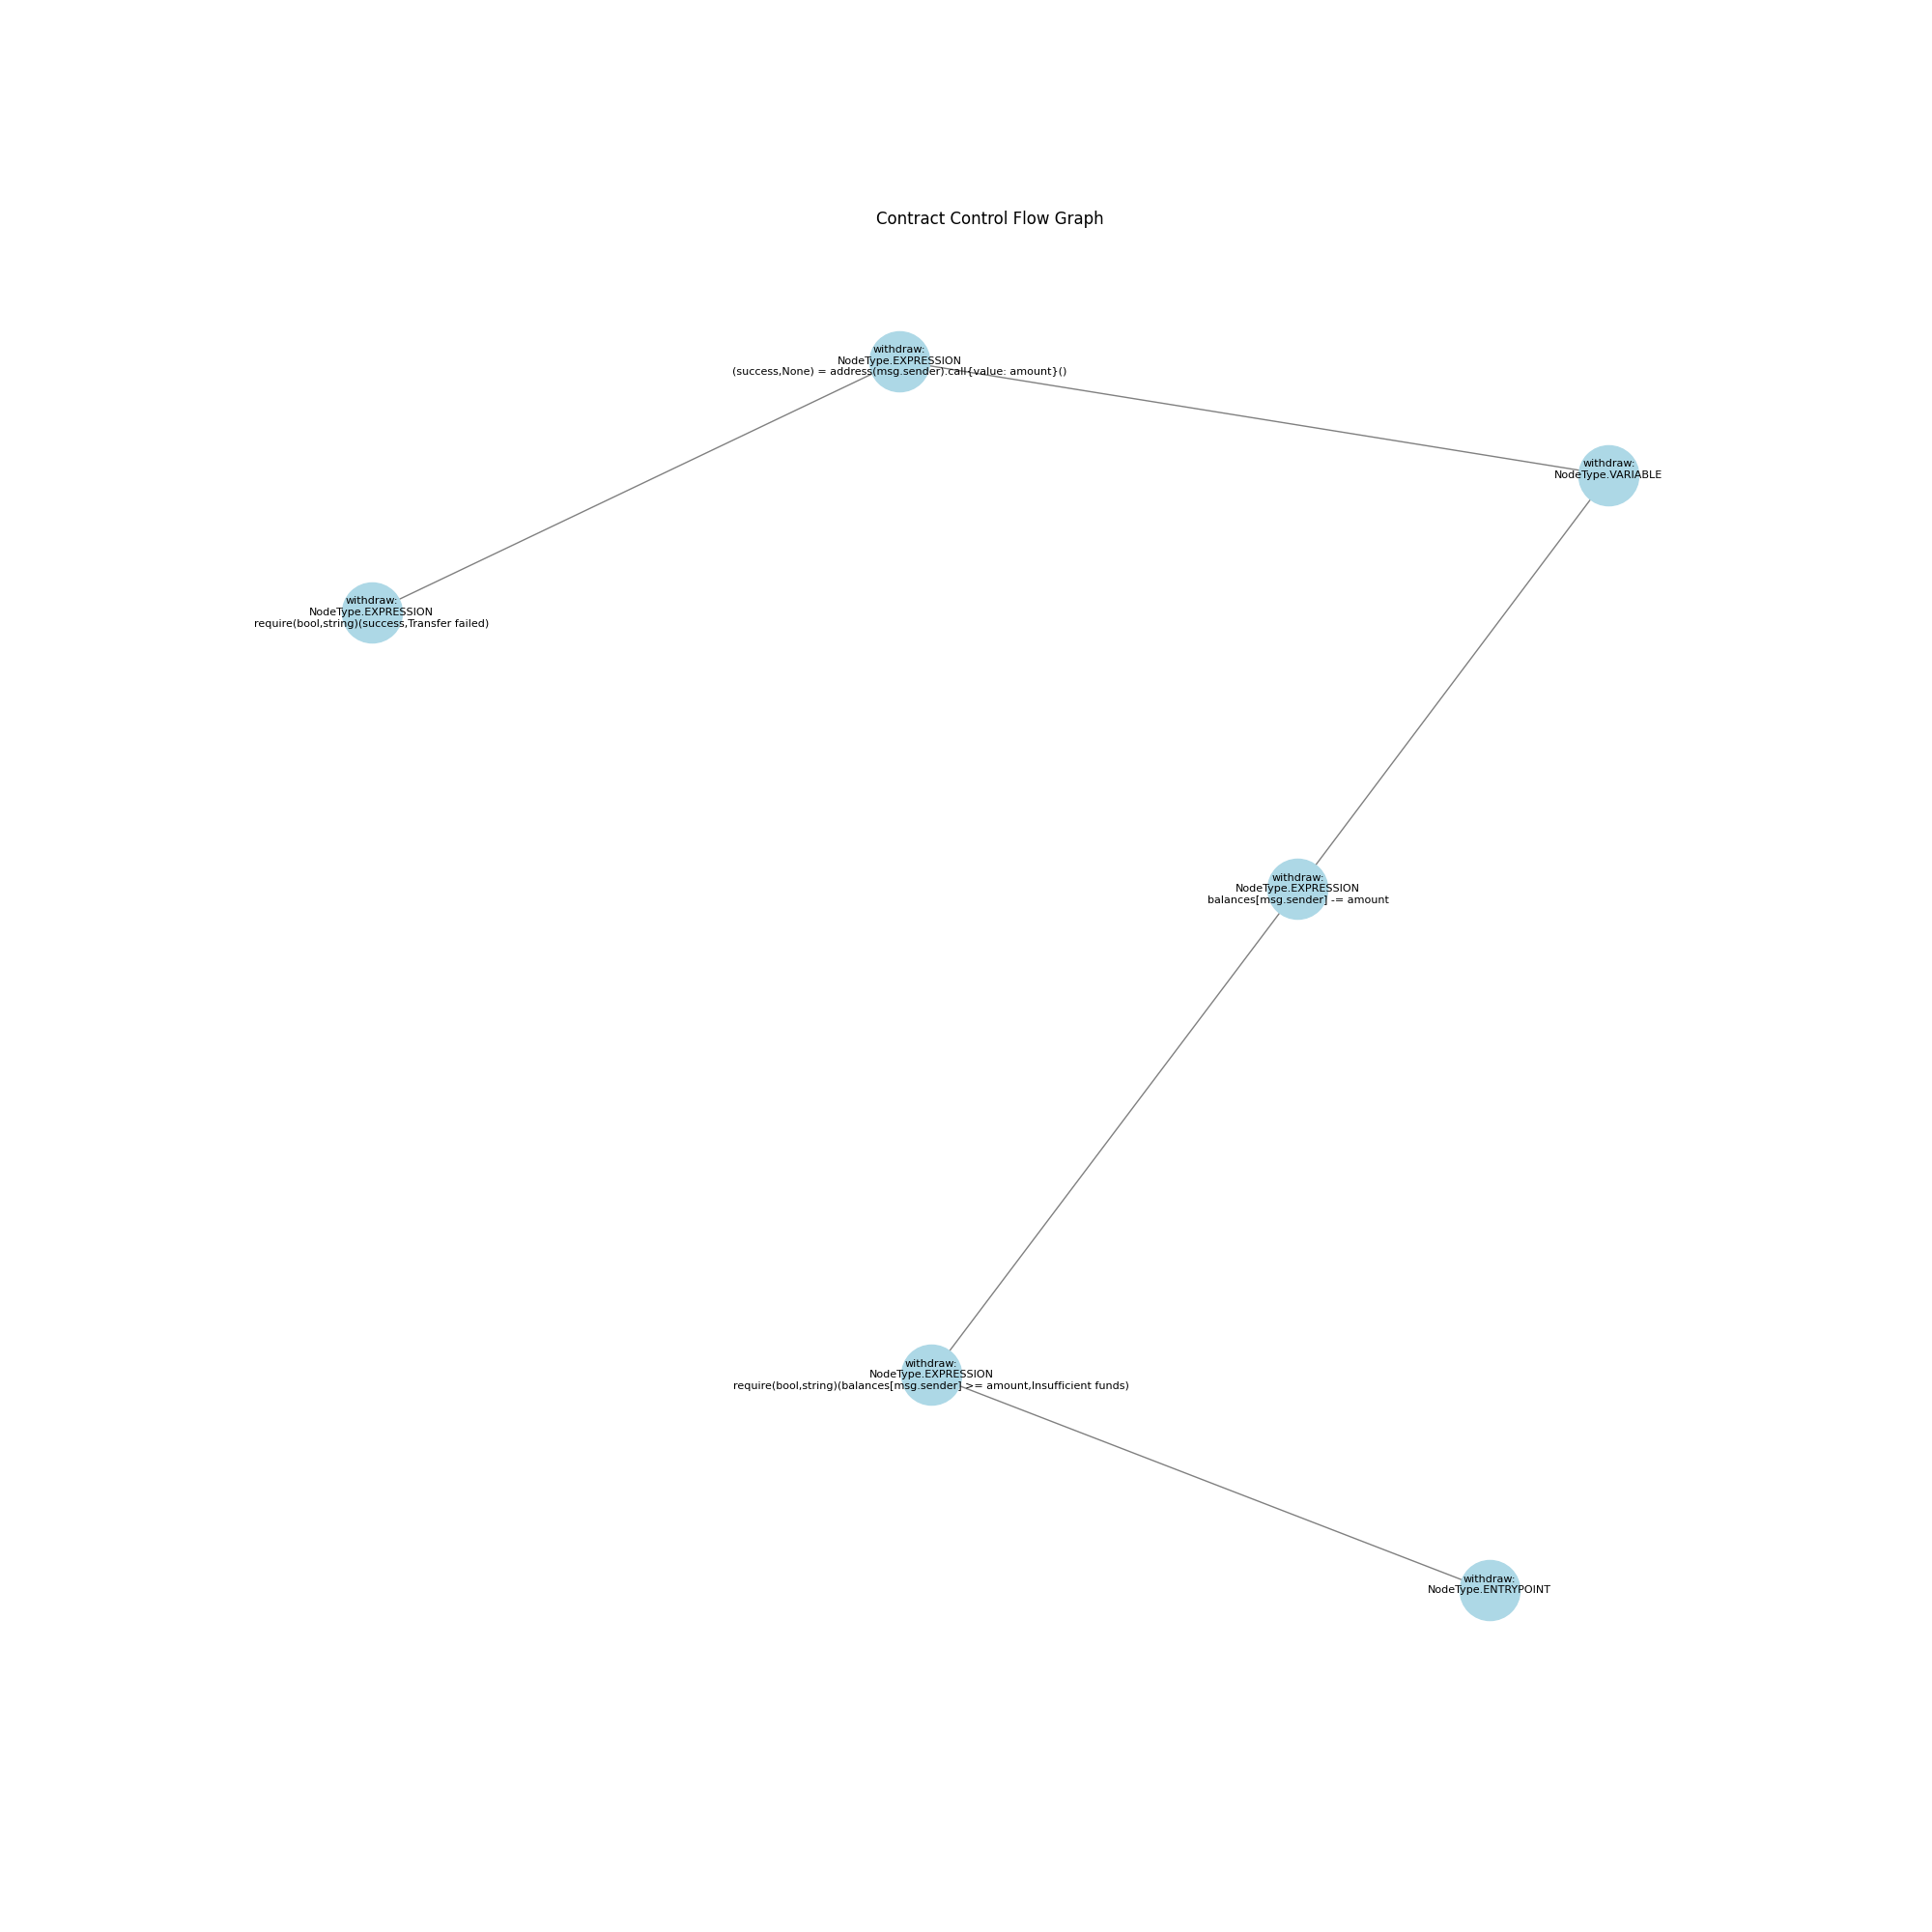 Contract Control Flow Graph
withdraw:
NodeType.EXPRESSION
(success,None) = address(msg.sender).call{value: amount}()
withdraw:
NodeType.VARIABLE
withdraw:
NodeType.EXPRESSION
require(bool,string)(success,Transfer failed)
withdraw:
NodeType.EXPRESSION
balances[msg.sender] -= amount
withdraw:
NodeType.EXPRESSION
require(bool,string)(balances[msg.sender] >= amount,Insufficient funds)
withdraw:
NodeType.ENTRYPOINT